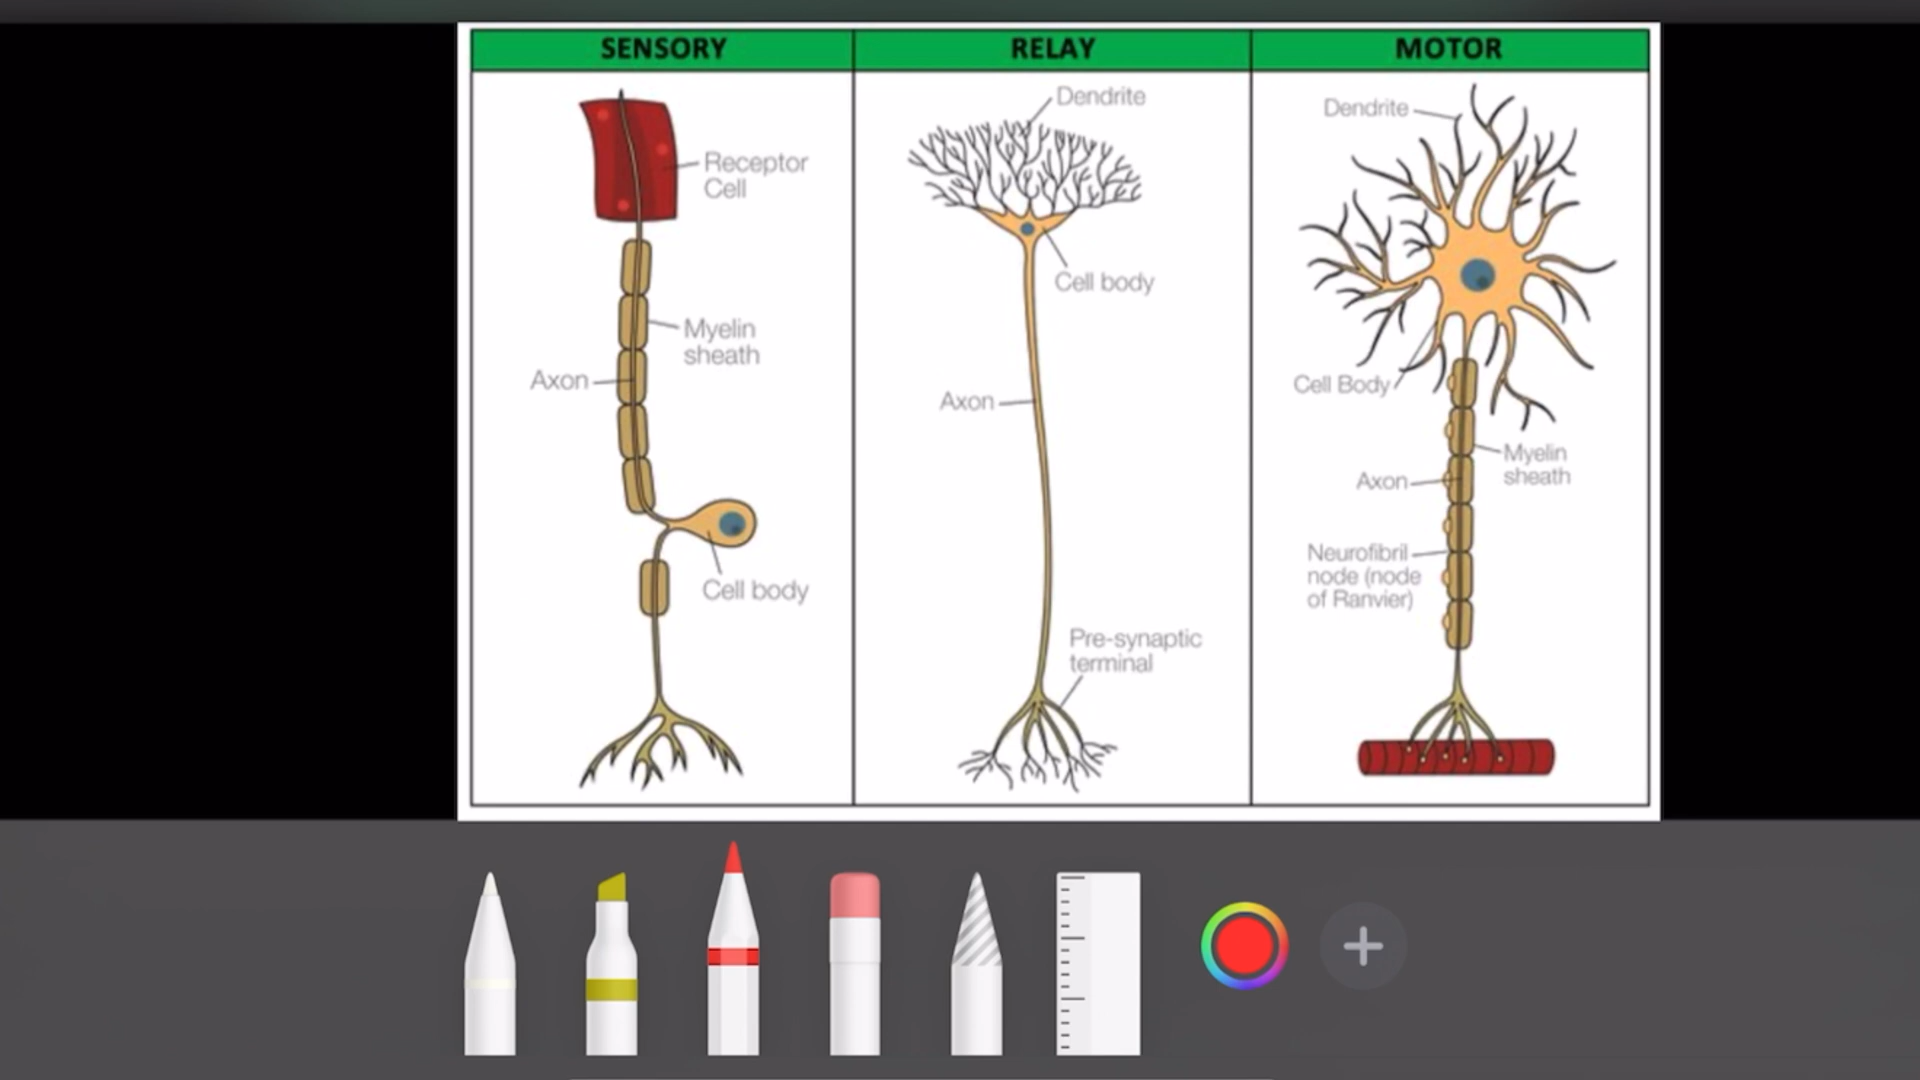 SENSORY
RELAY
MOTOR
Receptor
Cell
Myelin
sheath
Axon
Cell body
Dendrite
Cell body
Axon
Pre-synaptic
terminal
Dendrite
Cell Body
Myelin
sheath
Axon
Neurofibril
node (node
of Ranvier)